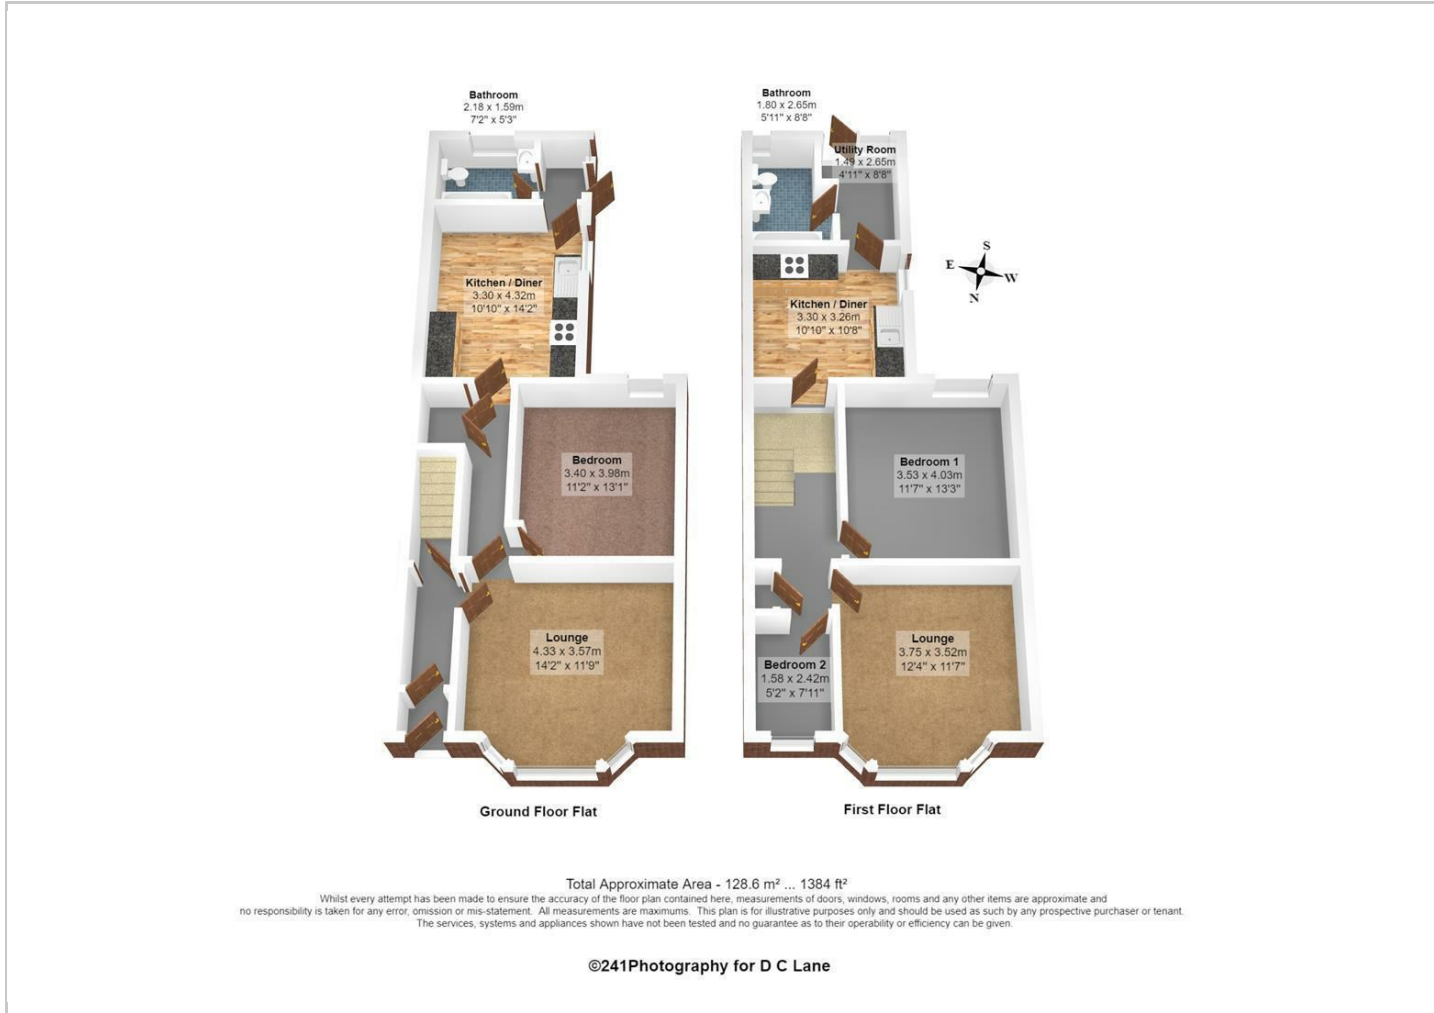 Bathroom
2.18 x 1.59m
7'2" x 5'3"
Kitchen / Diner
3.30 x 4.32m
10'10" x 14'2"
Bedroom
3.40 x 3.98m
11'2" x 13'1"
Lounge
4.33 x 3.57m
14'2" x 11'9"
Ground Floor Flat
Bathroom
1.80 x 2.65m
5'11" x 8'8"
Utility Room
1.49 x 2.65m
4'11" x 8'8"
Kitchen / Diner
3.30 x 3.26m
10'10" x 10'8"
Bedroom 1
3.53 x 4.03m
11'7" x 13'3"
Bedroom 2
1.58 x 2.42m
5'2" x 7'11"
Lounge
3.75 x 3.52m
12'4" x 11'7"
First Floor Flat
S
E
W
N
Total Approximate Area - 128.6 m² ... 1384 ft²
Whilst every attempt has been made to ensure the accuracy of the floor plan contained here, measurements of doors, windows, rooms and any other items are approximate and
no responsibility is taken for any error, omission or mis-statement. All measurements are maximums. This plan is for illustrative purposes only and should be used as such by any prospective purchaser or tenant.
The services, systems and appliances shown have not been tested and no guarantee as to their operability or efficiency can be given.
©241Photography for D C Lane